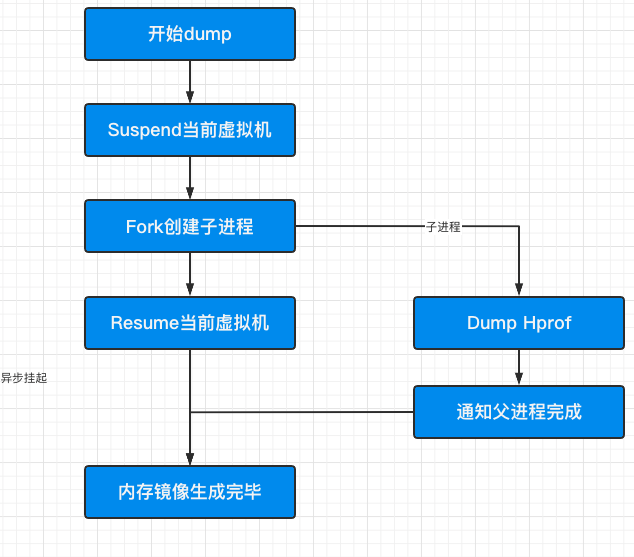 开始dump
Suspend当前虚拟机
Fork创建子进程
子进程
Resume当前虚拟机
Dump Hprof
异步挂起
通知父进程完成
内存镜像生成完毕